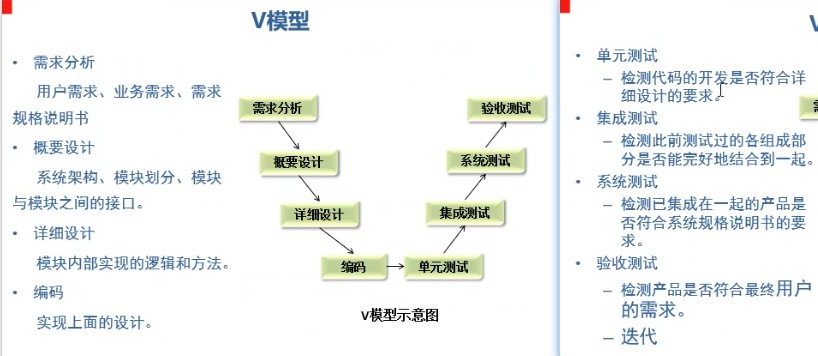 V模型
• 需求分析
用户需求、业务需求、需求
规格说明书
• 概要设计
系统架构、模块划分、模块
与模块之间的接口。
• 详细设计
模块内部实现的逻辑和方法。
• 编码
实现上面的设计。
需求分析
概要设计
详细设计
编码
单元测试
集成测试
系统测试
验收测试
V模型示意图
V
• 单元测试
– 检测代码的开发是否符合详
细设计的要求。
• 集成测试
– 检测此前测试过的各组成部
分是否能完好地结合到一起。
• 系统测试
– 检测已集成在一起的产品是
否符合系统规格说明书的要
求。
• 验收测试
– 检测产品是否符合最终用户
的需求。
– 迭代